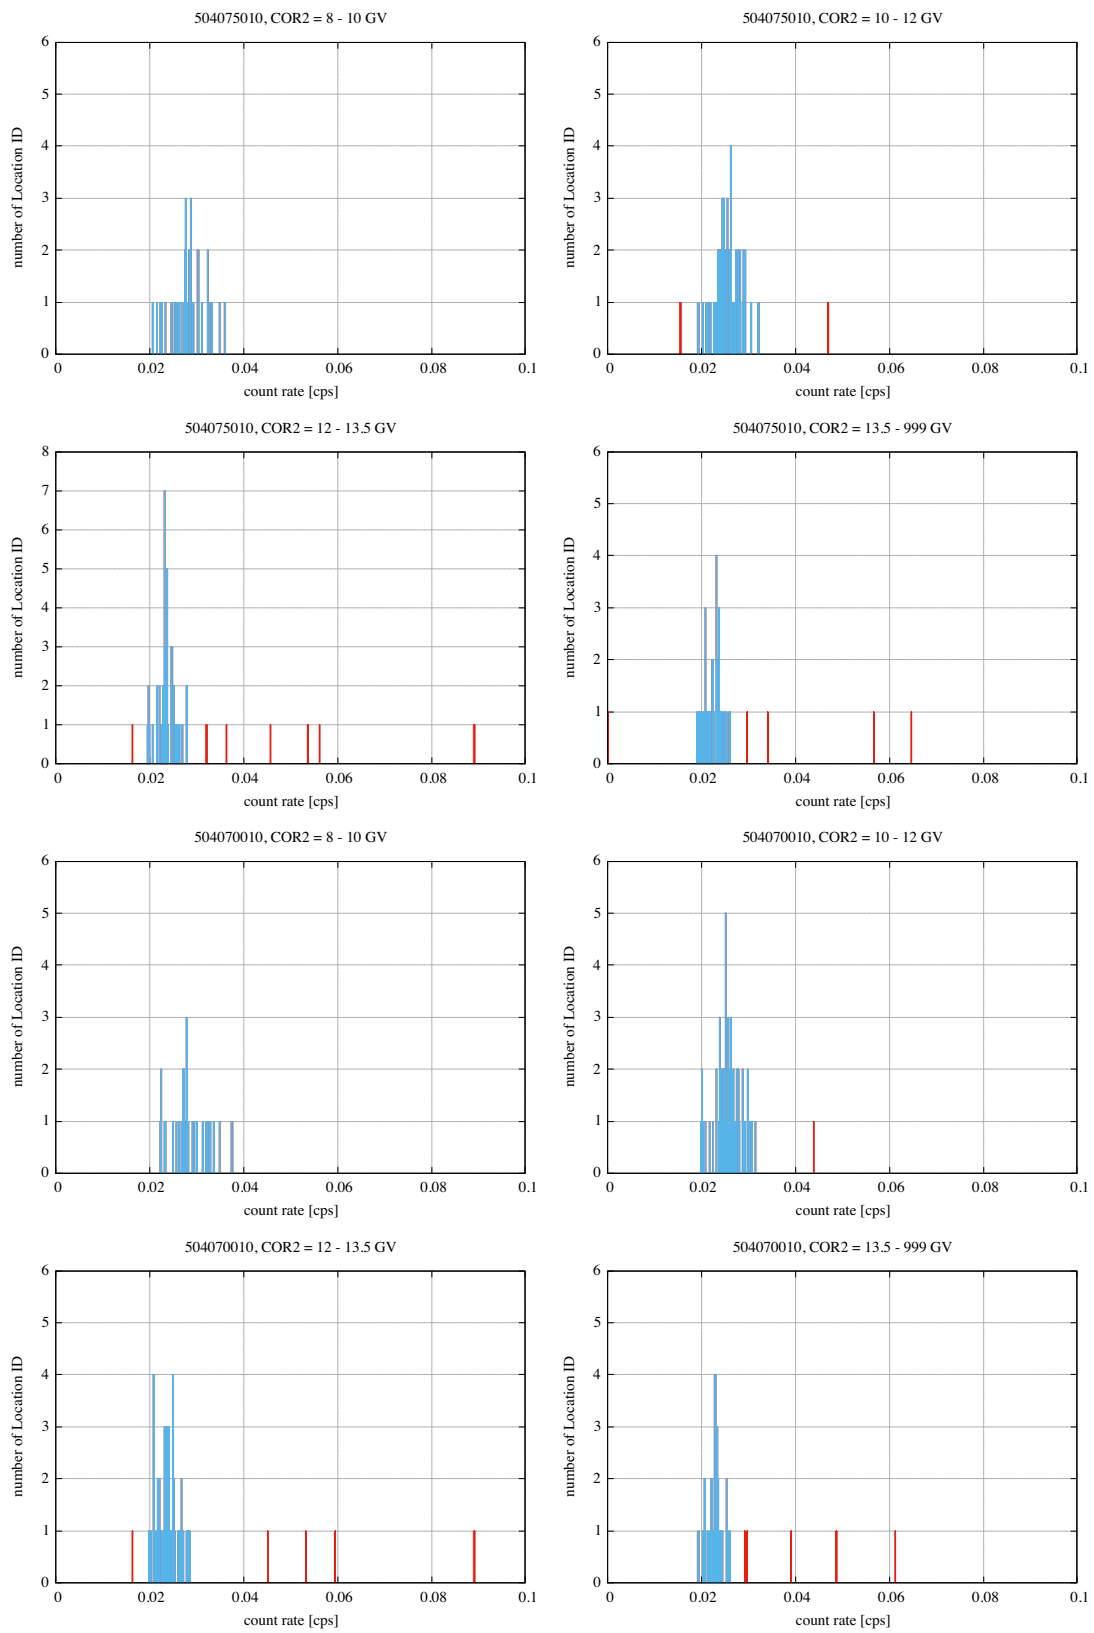 504075010, COR2 = 8 - 10 GV
6
5
4
3
2
1
0
number of Location ID
0 0.02 0.04 0.06 0.08 0.1
count rate [cps]
504075010, COR2 = 10 - 12 GV
6
5
4
3
2
1
0
number of Location ID
0 0.02 0.04 0.06 0.08 0.1
count rate [cps]
504075010, COR2 = 12 - 13.5 GV
8
7
6
5
4
3
2
1
0
number of Location ID
0 0.02 0.04 0.06 0.08 0.1
count rate [cps]
504075010, COR2 = 13.5 - 999 GV
6
5
4
3
2
1
0
number of Location ID
0 0.02 0.04 0.06 0.08 0.1
count rate [cps]
504070010, COR2 = 8 - 10 GV
6
5
4
3
2
1
0
number of Location ID
0 0.02 0.04 0.06 0.08 0.1
count rate [cps]
504070010, COR2 = 10 - 12 GV
6
5
4
3
2
1
0
number of Location ID
0 0.02 0.04 0.06 0.08 0.1
count rate [cps]
504070010, COR2 = 12 - 13.5 GV
6
5
4
3
2
1
0
number of Location ID
0 0.02 0.04 0.06 0.08 0.1
count rate [cps]
504070010, COR2 = 13.5 - 999 GV
6
5
4
3
2
1
0
number of Location ID
0 0.02 0.04 0.06 0.08 0.1
count rate [cps]